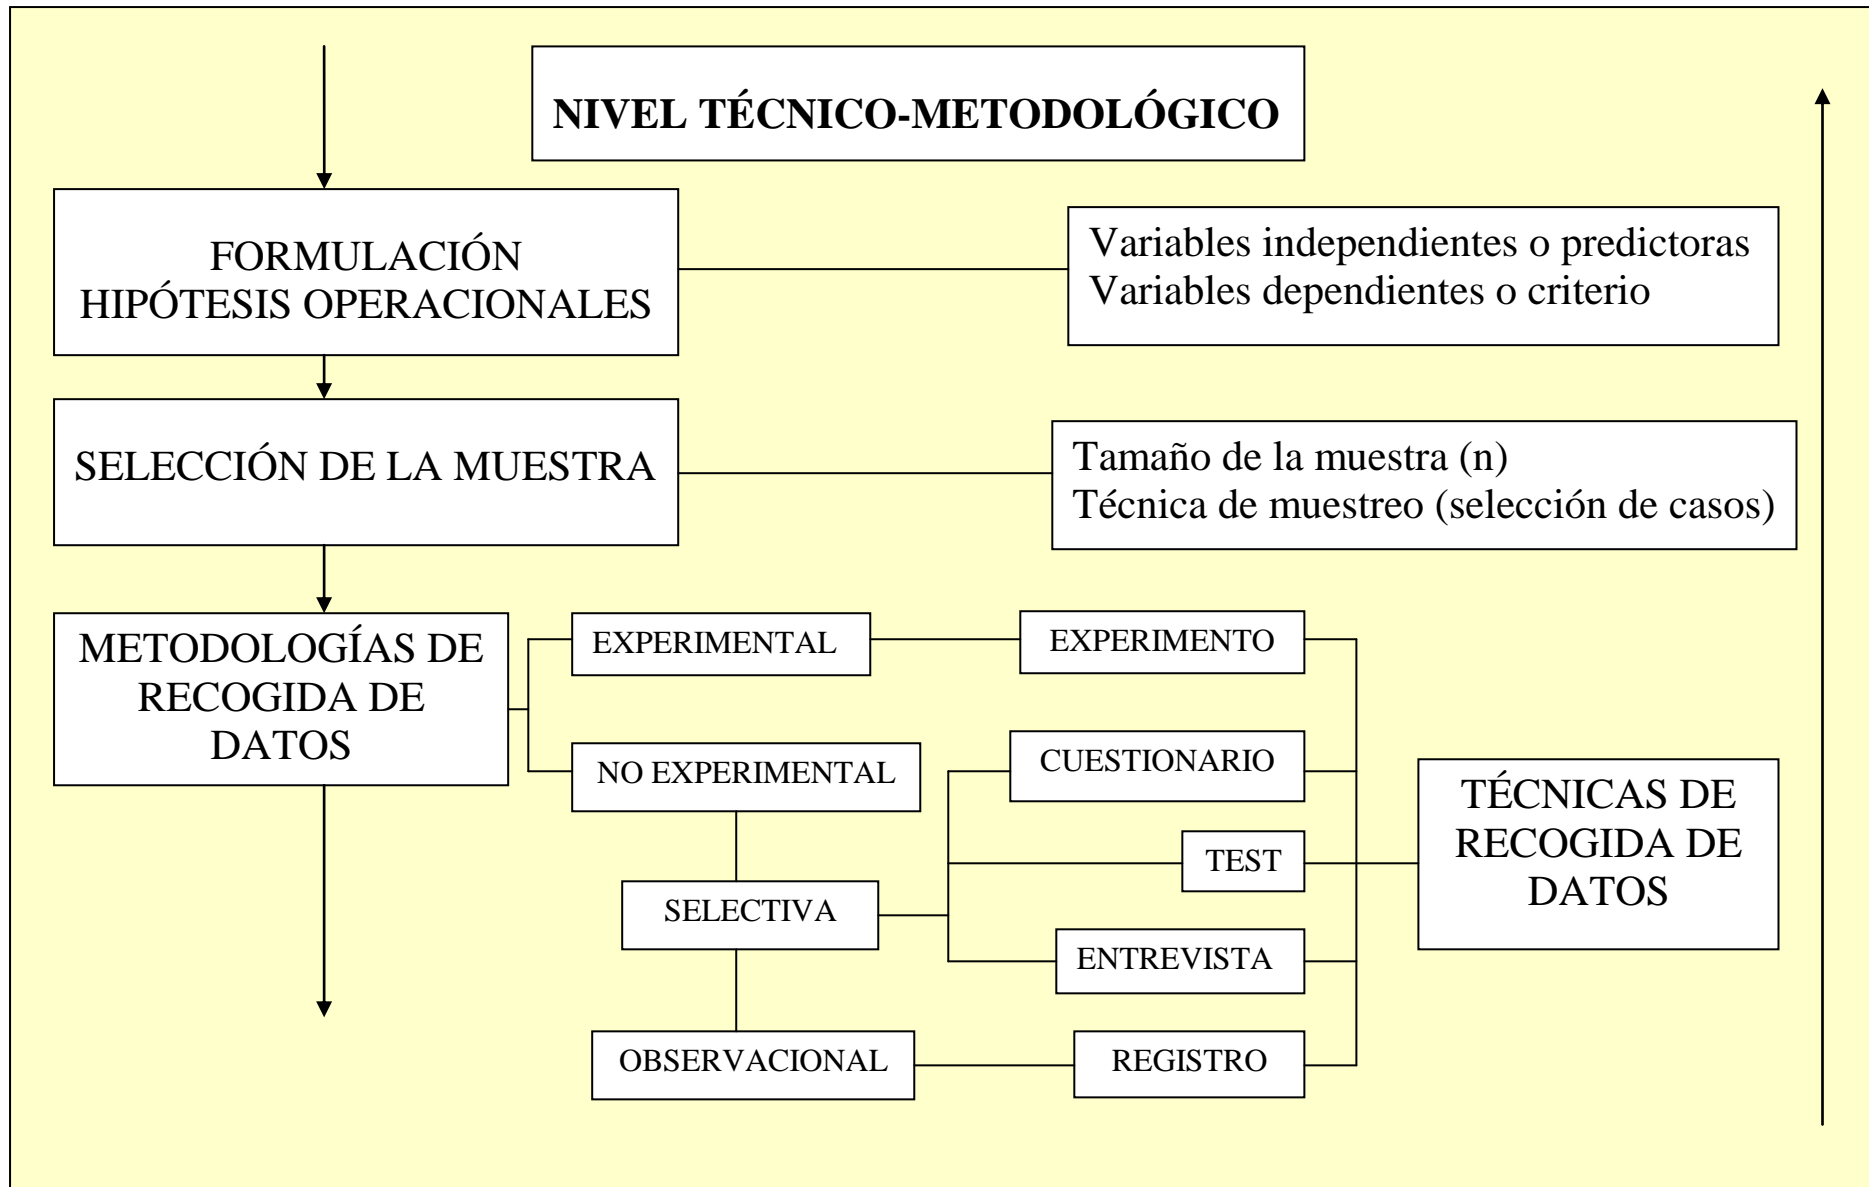 NIVEL TÉCNICO-METODOLÓGICO
FORMULACIÓN
HIPÓTESIS OPERACIONALES
Variables independientes o predictoras
Variables dependientes o criterio
SELECCIÓN DE LA MUESTRA
Tamaño de la muestra (n)
Técnica de muestreo (selección de casos)
METODOLOGÍAS DE
RECOGIDA DE
DATOS
EXPERIMENTAL
EXPERIMENTO
NO EXPERIMENTAL
CUESTIONARIO
TEST
SELECTIVA
ENTREVISTA
OBSERVACIONAL
REGISTRO
TÉCNICAS DE
RECOGIDA DE
DATOS